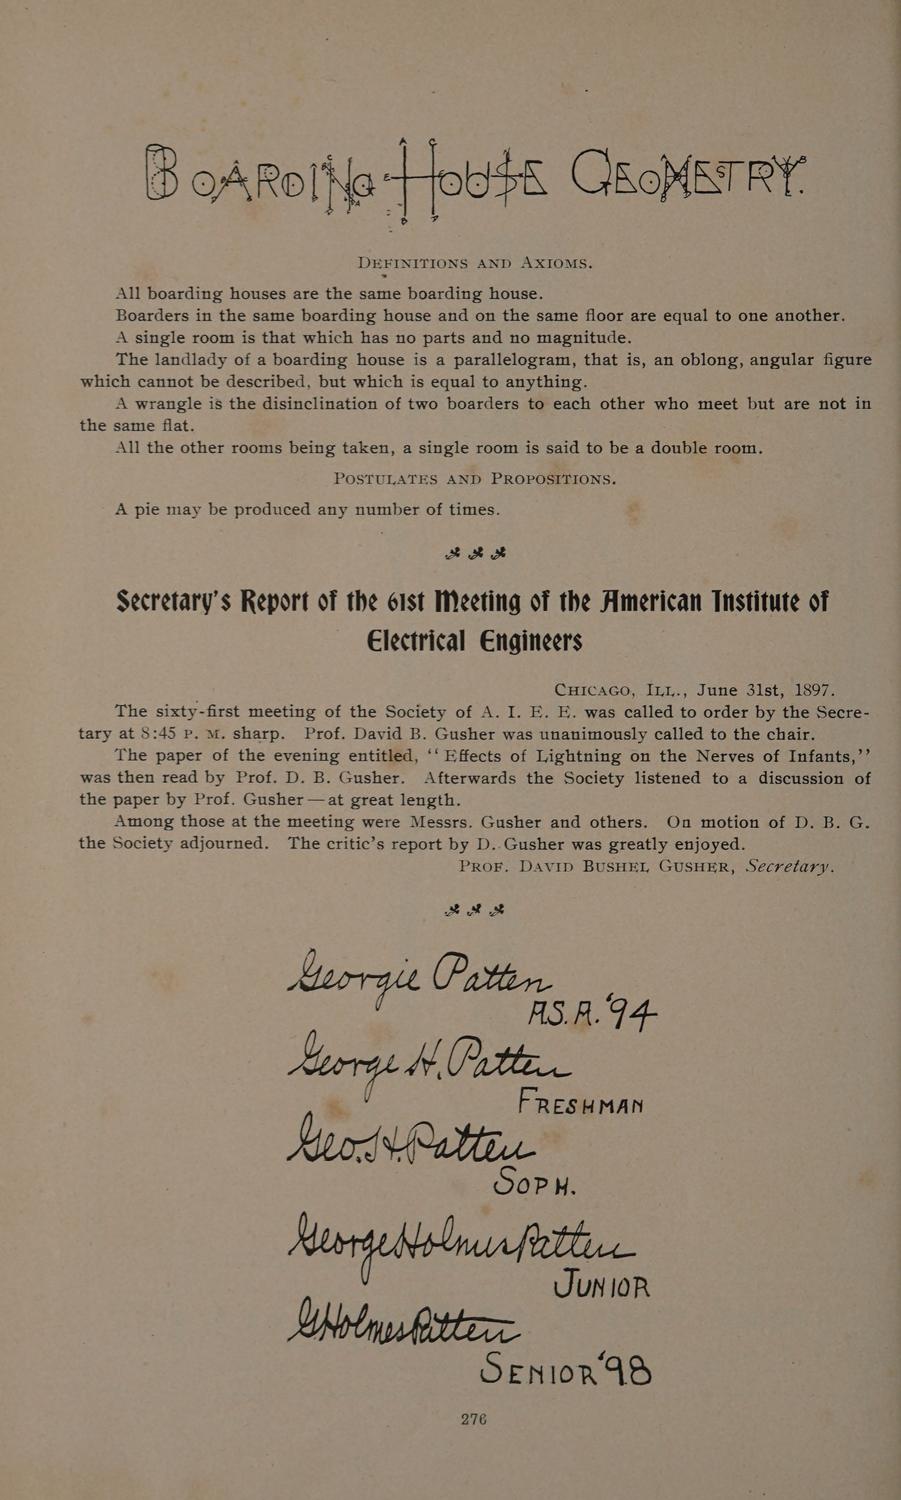 BOARDING HOUSE GEOMETRY.
DEFINITIONS AND AXIOMS.
All boarding houses are the same boarding house.
Boarders in the same boarding house and on the same floor are equal to one another.
A single room is that which has no parts and no magnitude.
The landlady of a boarding house is a parallelogram, that is, an oblong, angular figure
which cannot be described, but which is equal to anything.
A wrangle is the disinclination of two boarders to each other who meet but are not in
the same flat.
All the other rooms being taken, a single room is said to be a double room.
POSTULATES AND PROPOSITIONS.
A pie may be produced any number of times.
Secretary's Report of the 61st Meeting of the American Institute of
Electrical Engineers
CHICAGO, ILL., June 31st, 1897.
The sixty-first meeting of the Society of A. I. E. E. was called to order by the Secre-
tary at 8:45 P. M. sharp. Prof. David B. Gusher was unanimously called to the chair.
The paper of the evening entitled, ‘‘Effects of Lightning on the Nerves of Infants,’’
was then read by Prof. D. B. Gusher. Afterwards the Society listened to a discussion of
the paper by Prof. Gusher—at great length.
Among those at the meeting were Messrs. Gusher and others. On motion of D. B. G.
the Society adjourned. The critic's report by D. Gusher was greatly enjoyed.
PROF. DAVID BUSHEL GUSHER, Secretary.
Georgie Patten
A.S.A. '94
George H. Patten
FRESHMAN
Geo. H. Patten
SOPH.
George Holmes Patten
JUNIOR
G Holmes Patten
SENIOR '98
276